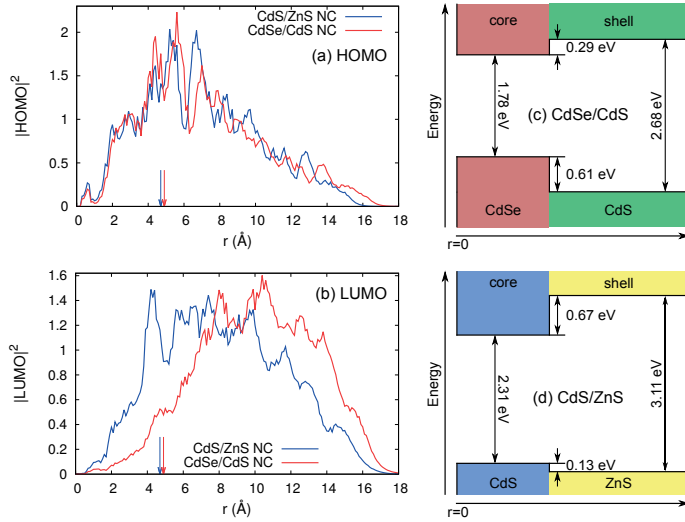 CdS/ZnS NC
CdSe/CdS NC
(a) HOMO
|HOMO|²
2
1.5
1
0.5
0
0 2 4 6 8 10 12 14 16 18
r (Å)
core shell
0.29 eV
1.78 eV
(c) CdSe/CdS
2.68 eV
0.61 eV
Energy
CdSe CdS
r=0
(b) LUMO
|LUMO|²
1.6
1.4
1.2
1
0.8
0.6
0.4
0.2
0
CdS/ZnS NC
CdSe/CdS NC
0 2 4 6 8 10 12 14 16 18
r (Å)
core shell
0.67 eV
2.31 eV
(d) CdS/ZnS
3.11 eV
0.13 eV
Energy
CdS ZnS
r=0